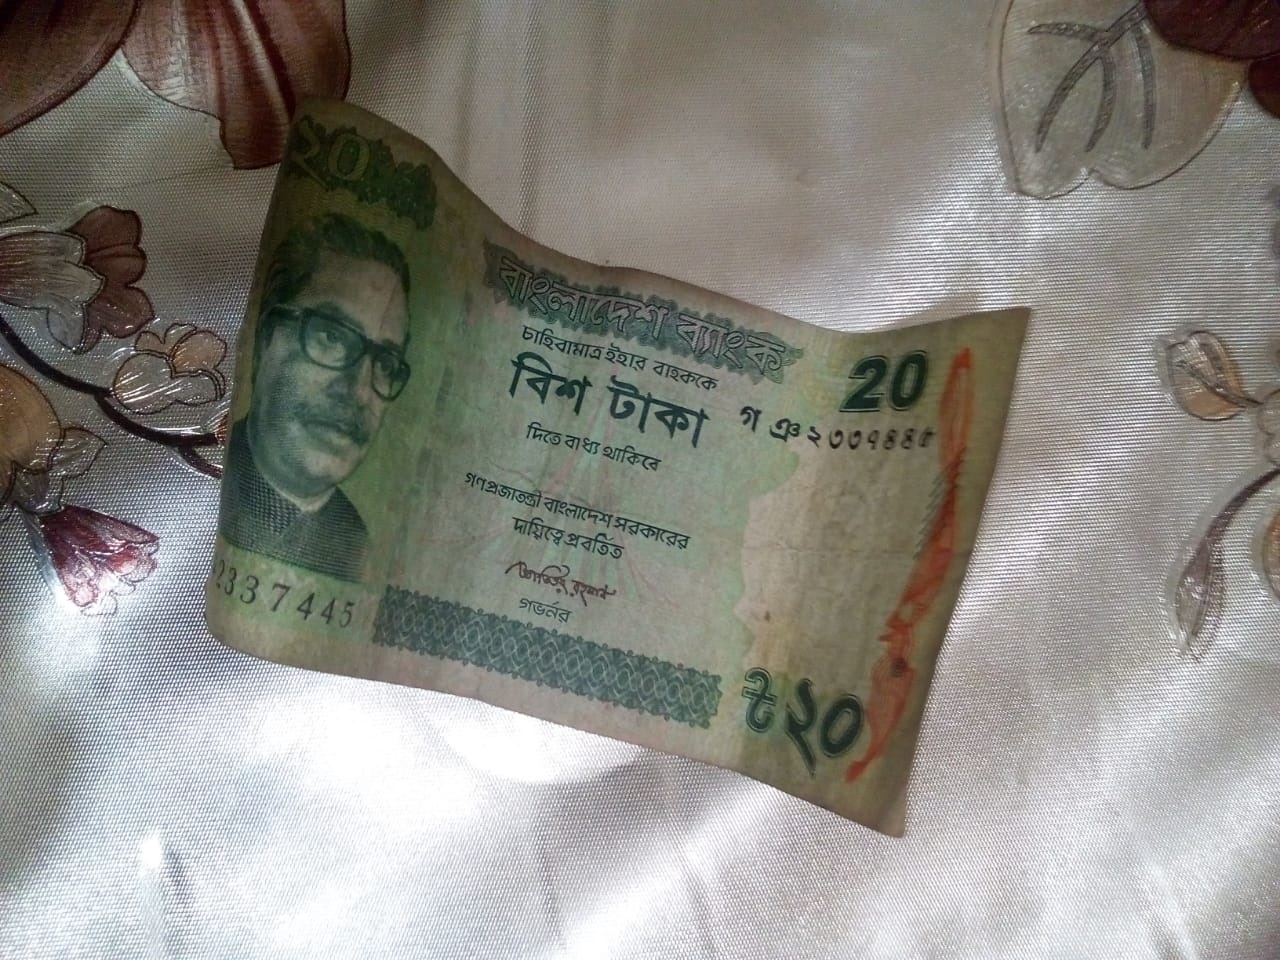 ২০
বাংলাদেশ ব্যাংক
চাহিবামাত্র ইহার বাহককে
বিশ টাকা
দিতে বাধ্য থাকিবে
20
গ ঞ ২৩৩৭৪৪৫
গণপ্রজাতন্ত্রী বাংলাদেশ সরকারের
দায়িত্বে প্রবর্তিত
গভর্নর
2337445
৳২০